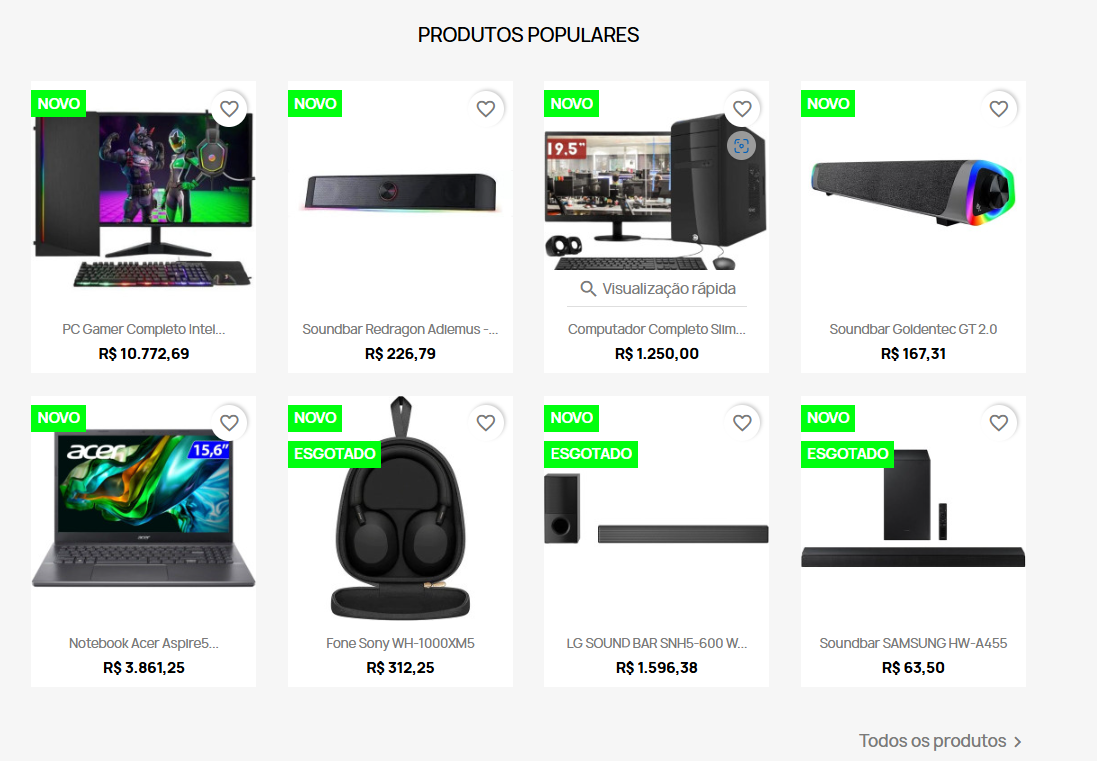 PRODUTOS POPULARES
NOVO
NOVO
NOVO
NOVO
19.5"
Visualização rápida
PC Gamer Completo Intel...
Soundbar Redragon Adiemus -...
Computador Completo Slim...
Soundbar Goldentec GT 2.0
R$ 10.772,69
R$ 226,79
R$ 1.250,00
R$ 167,31
NOVO
NOVO
NOVO
NOVO
ESGOTADO
ESGOTADO
ESGOTADO
acer
15,6"
acer
Notebook Acer Aspire5...
Fone Sony WH-1000XM5
LG SOUND BAR SNH5-600 W...
Soundbar SAMSUNG HW-A455
R$ 3.861,25
R$ 312,25
R$ 1.596,38
R$ 63,50
Todos os produtos